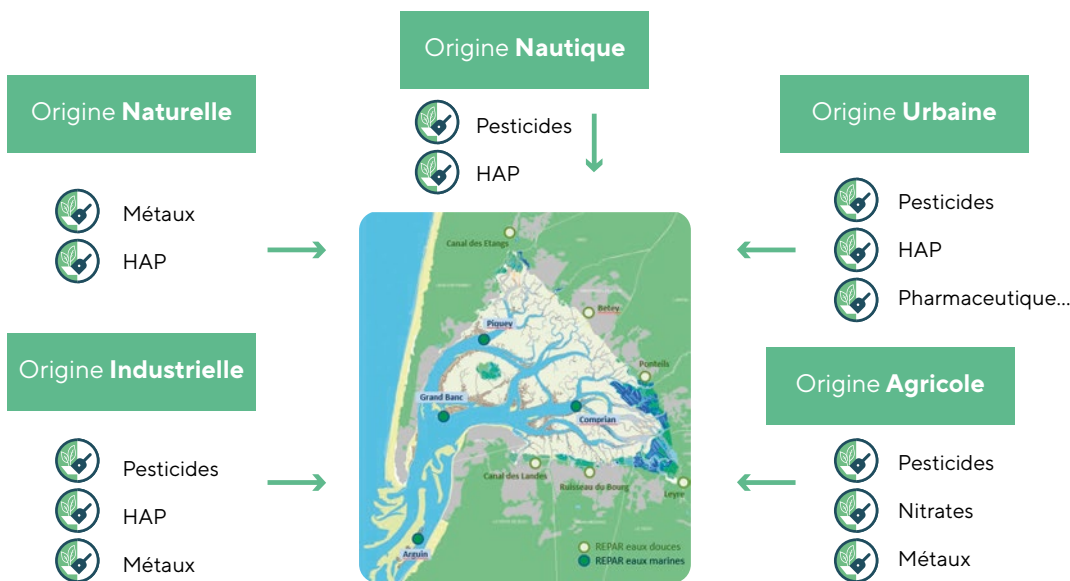 Origine Nautique
Pesticides
HAP
Origine Naturelle
Métaux
HAP
Origine Urbaine
Pesticides
HAP
Pharmaceutique...
Origine Industrielle
Pesticides
HAP
Métaux
Origine Agricole
Pesticides
Nitrates
Métaux
Canal des Etangs
Betey
Piquey
Ponteils
Grand Banc
Comprian
Canal des Landes
Ruisseau du Bourg
Leyre
Arguin
REPAR eaux douces
REPAR eaux marines